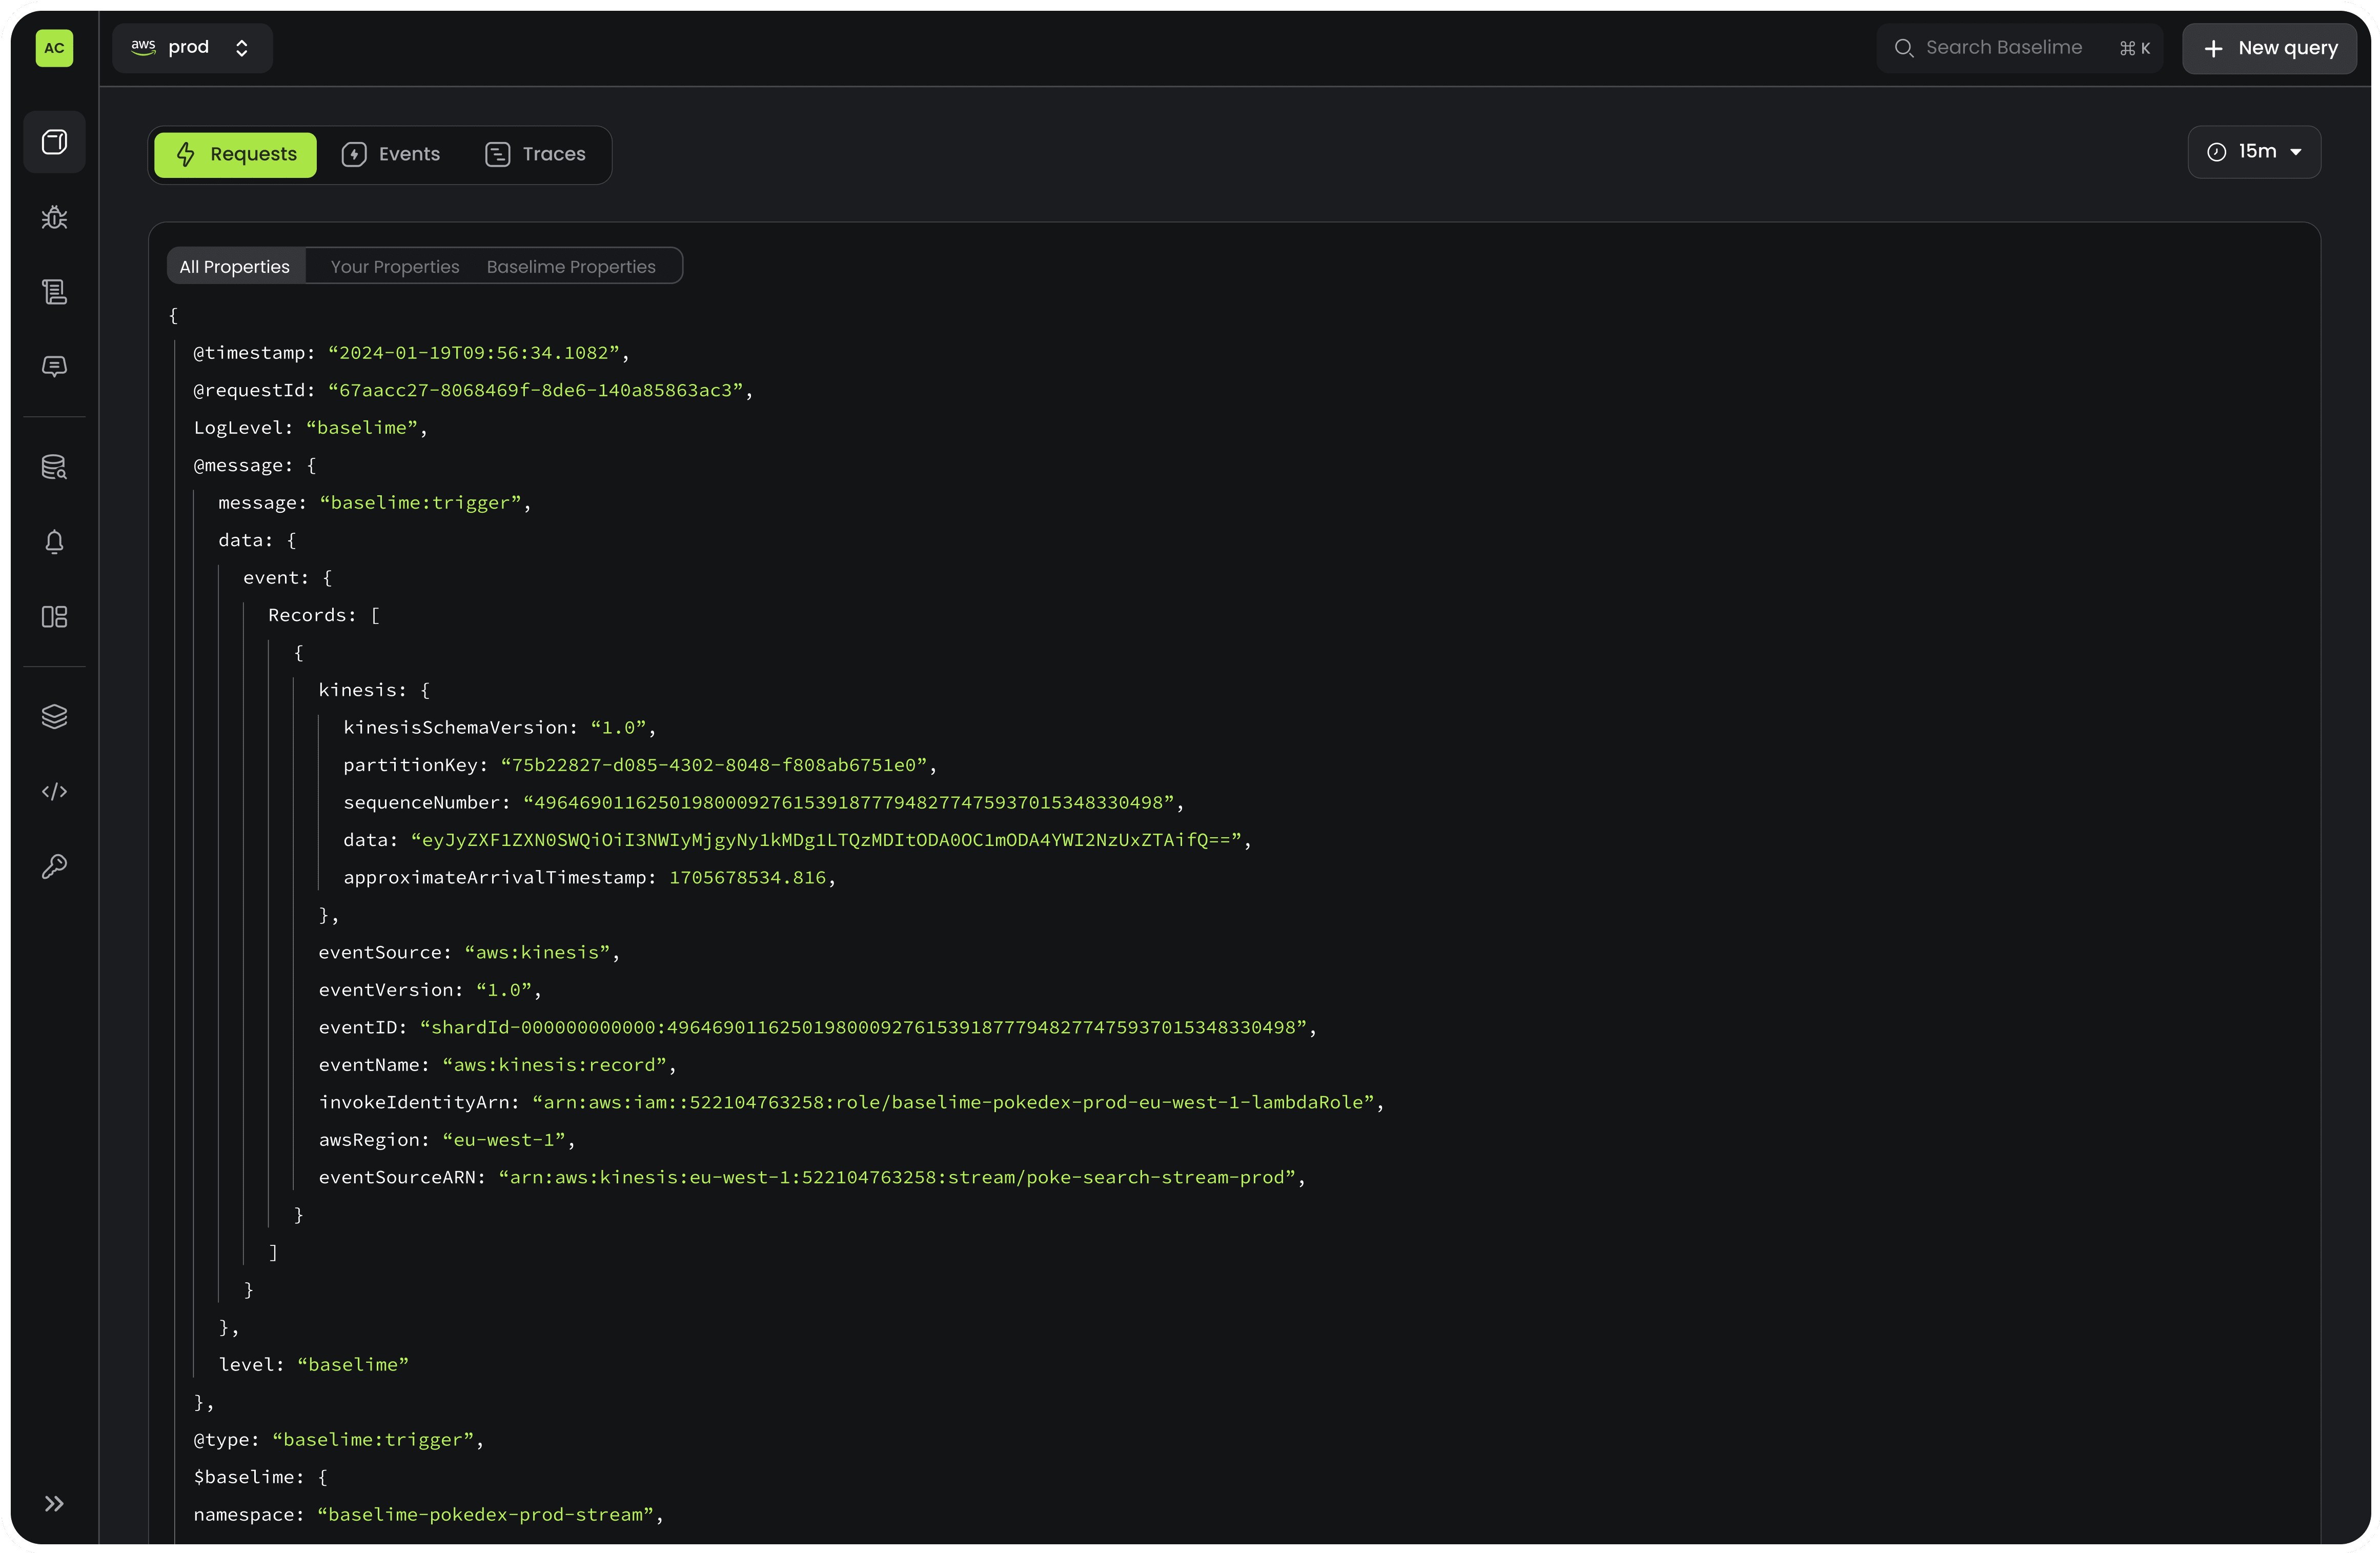 AC
aws prod
Search Baselime ⌘ K
+ New query
Requests Events Traces
15m
All Properties Your Properties Baselime Properties
{
@timestamp: “2024-01-19T09:56:34.1082”,
@requestId: “67aacc27-8068469f-8de6-140a85863ac3”,
LogLevel: “baselime”,
@message: {
message: “baselime:trigger”,
data: {
event: {
Records: [
{
kinesis: {
kinesisSchemaVersion: “1.0”,
partitionKey: “75b22827-d085-4302-8048-f808ab6751e0”,
sequenceNumber: “496469011625019800092761539187779482774759370153​48330498”,
data: “eyJyZXF1ZXN0SWQiOiI3NWIyMjgyNy1kMDg1LTQzMDItODA0OC1mODA4YWI2NzUxZTAifQ==”,
approximateArrivalTimestamp: 1705678534.816,
},
eventSource: “aws:kinesis”,
eventVersion: “1.0”,
eventID: “shardId-000000000000:49646901162501980009276153918777948277475937015348330498”,
eventName: “aws:kinesis:record”,
invokeIdentityArn: “arn:aws:iam::522104763258:role/baselime-pokedex-prod-eu-west-1-lambdaRole”,
awsRegion: “eu-west-1”,
eventSourceARN: “arn:aws:kinesis:eu-west-1:522104763258:stream/poke-search-stream-prod”,
}
]
}
},
level: “baselime”
},
@type: “baselime:trigger”,
$baselime: {
namespace: “baselime-pokedex-prod-stream”,